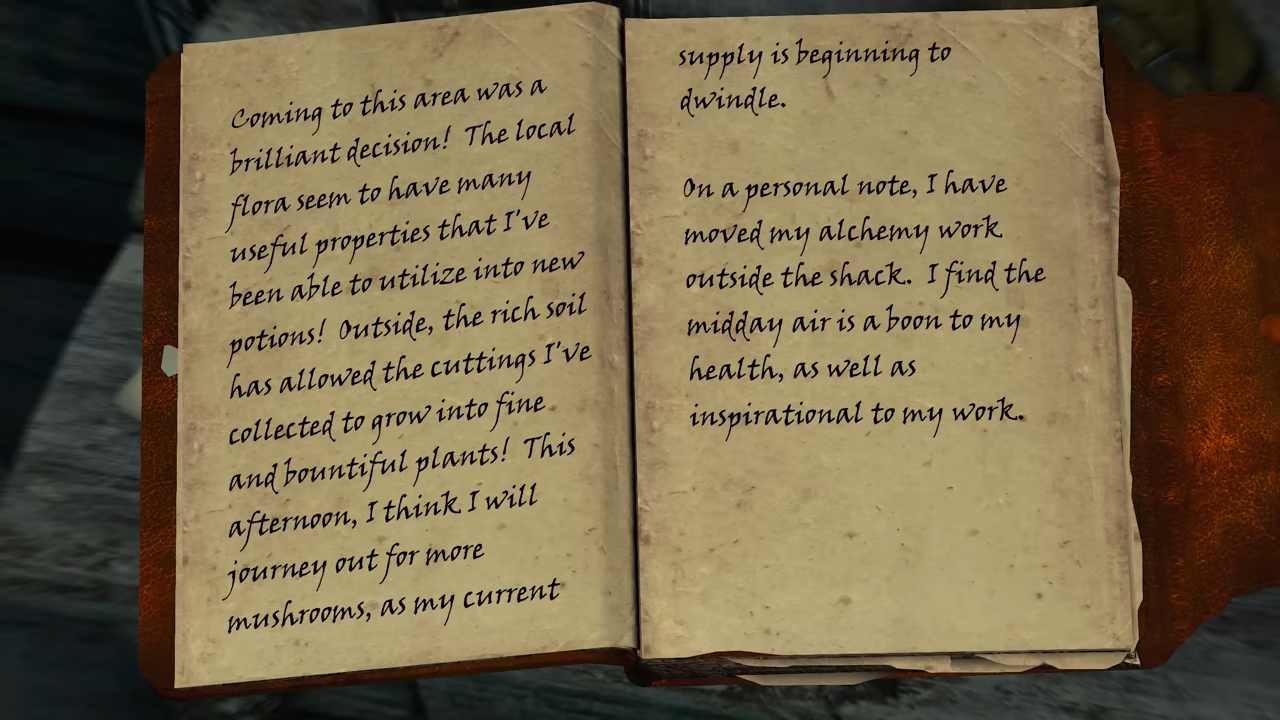 Coming to this area was a
brilliant decision!  The local
flora seem to have many
useful properties that I've
been able to utilize into new
potions!  Outside, the rich soil
has allowed the cuttings I've
collected to grow into fine
and bountiful plants!  This
afternoon, I think I will
journey out for more
mushrooms, as my current
supply is beginning to
dwindle.
On a personal note, I have
moved my alchemy work
outside the shack.  I find the
midday air is a boon to my
health, as well as
inspirational to my work.